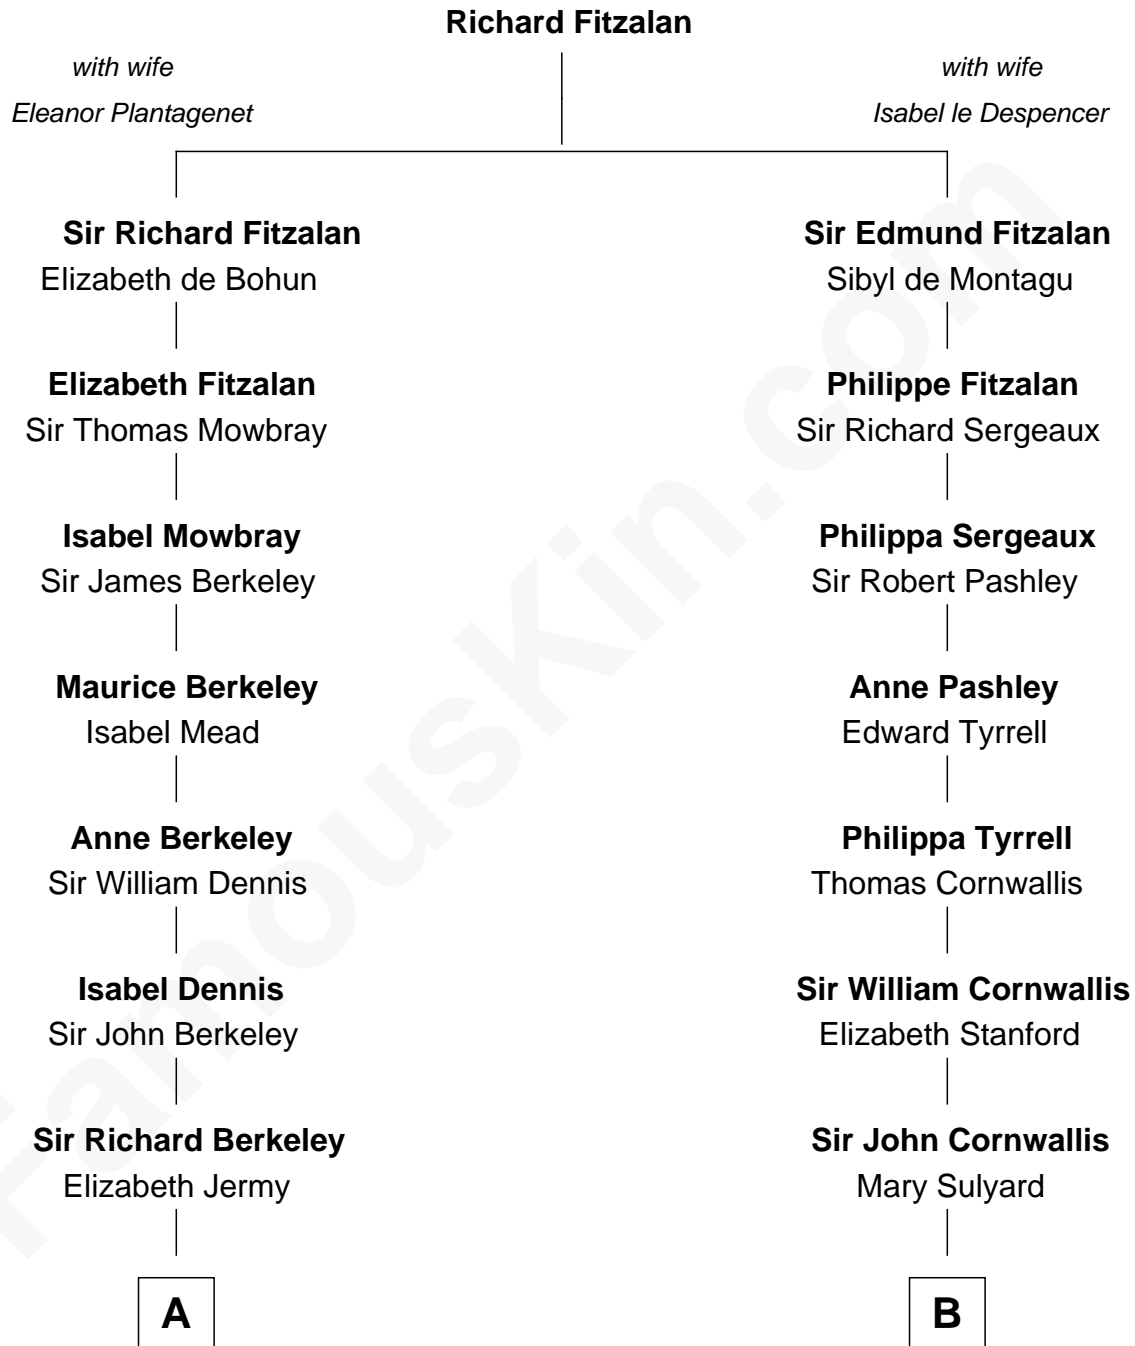 Richard Fitzalan
with wife
Eleanor Plantagenet
with wife
Isabel le Despencer
Sir Richard Fitzalan
Elizabeth de Bohun
Sir Edmund Fitzalan
Sibyl de Montagu
Elizabeth Fitzalan
Sir Thomas Mowbray
Philippe Fitzalan
Sir Richard Sergeaux
Isabel Mowbray
Sir James Berkeley
Philippa Sergeaux
Sir Robert Pashley
Maurice Berkeley
Isabel Mead
Anne Pashley
Edward Tyrrell
Anne Berkeley
Sir William Dennis
Philippa Tyrrell
Thomas Cornwallis
Isabel Dennis
Sir John Berkeley
Sir William Cornwallis
Elizabeth Stanford
Sir Richard Berkeley
Elizabeth Jermy
Sir John Cornwallis
Mary Sulyard
A
B
FamousKin.com